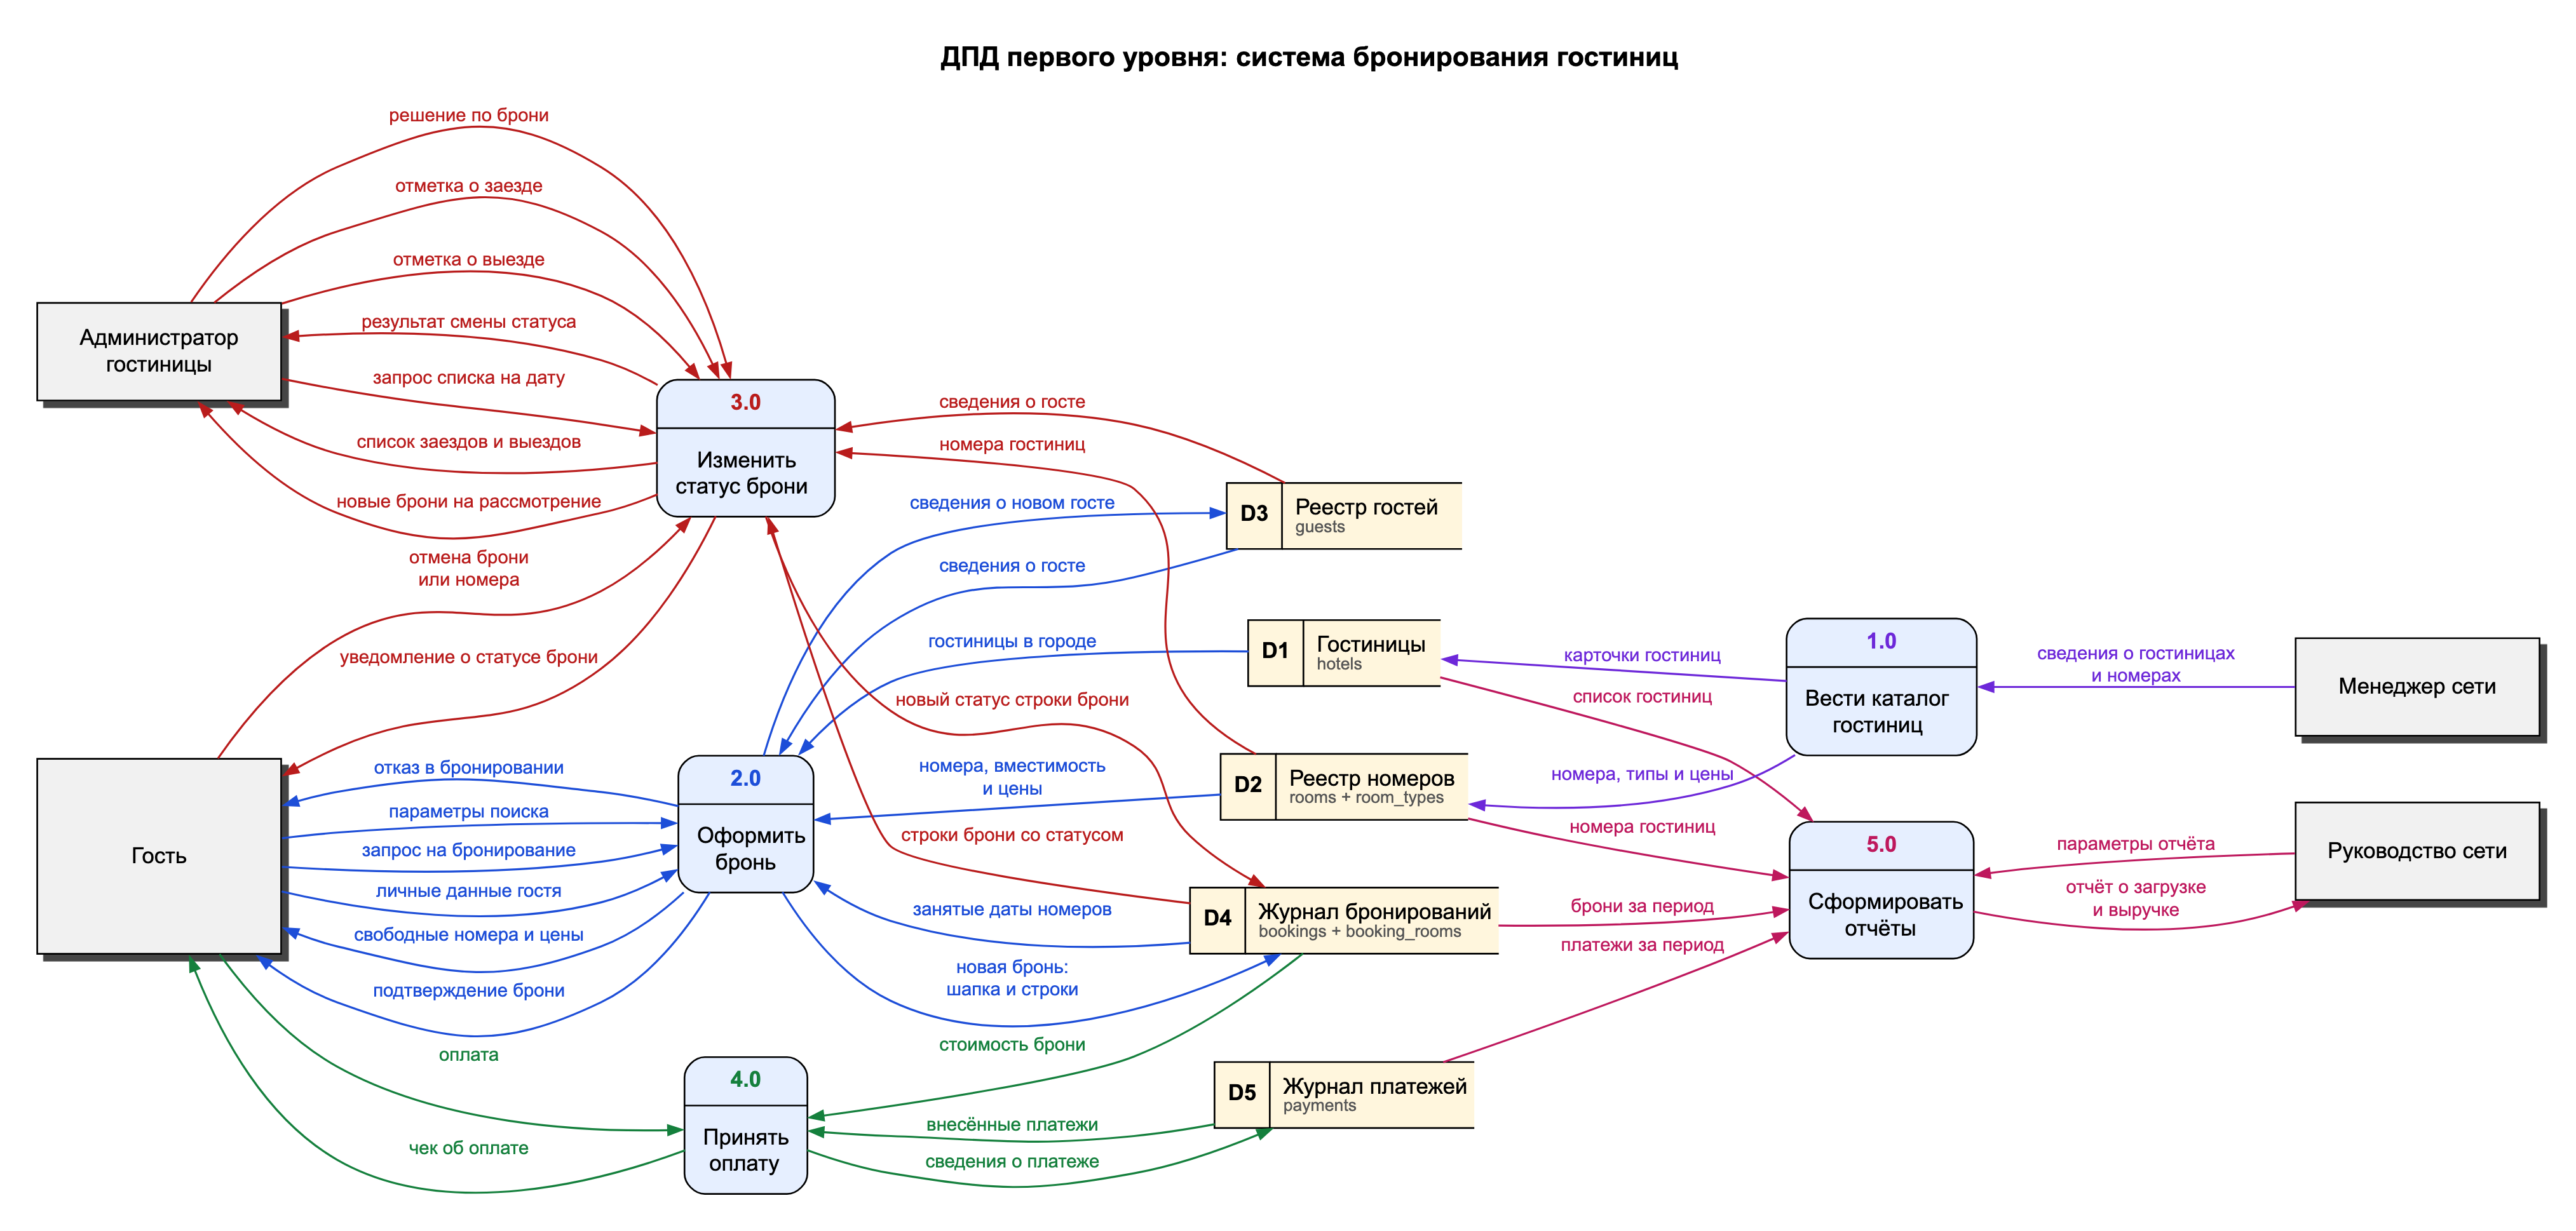 ДПД первого уровня: система бронирования гостиниц
решение по брони
отметка о заезде
отметка о выезде
результат смены статуса
запрос списка на дату
список заездов и выездов
новые брони на рассмотрение
Администратор
гостиницы
3.0
Изменить
статус брони
отмена брони
или номера
уведомление о статусе брони
сведения о госте
номера гостиниц
сведения о новом госте
сведения о госте
D3
Реестр гостей
guests
гостиницы в городе
D1
Гостиницы
hotels
карточки гостиниц
список гостиниц
1.0
Вести каталог
гостиниц
сведения о гостиницах
и номерах
Менеджер сети
новый статус строки брони
номера, вместимость
и цены
D2
Реестр номеров
rooms + room_types
номера, типы и цены
номера гостиниц
строки брони со статусом
Гость
отказ в бронировании
параметры поиска
запрос на бронирование
личные данные гостя
свободные номера и цены
подтверждение брони
2.0
Оформить
бронь
занятые даты номеров
новая бронь:
шапка и строки
D4
Журнал бронирований
bookings + booking_rooms
брони за период
платежи за период
5.0
Сформировать
отчёты
параметры отчёта
отчёт о загрузке
и выручке
Руководство сети
оплата
чек об оплате
4.0
Принять
оплату
стоимость брони
внесённые платежи
сведения о платеже
D5
Журнал платежей
payments